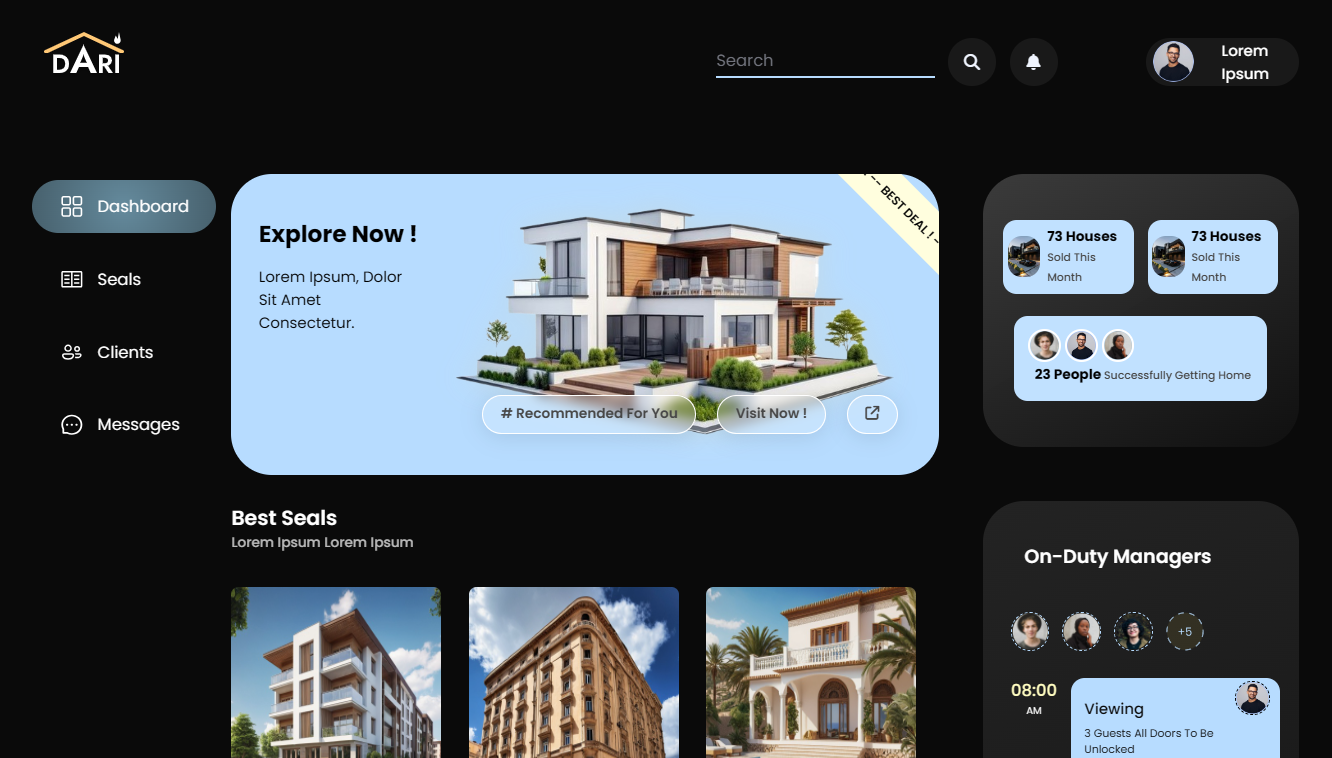 DARI
Search
Lorem
Ipsum
Dashboard
Seals
Clients
Messages
Explore Now !
Lorem Ipsum, Dolor
Sit Amet
Consectetur.
-- BEST DEAL ! -
# Recommended For You
Visit Now !
73 Houses
Sold This
Month
73 Houses
Sold This
Month
23 People Successfully Getting Home
Best Seals
Lorem Ipsum Lorem Ipsum
On-Duty Managers
+5
08:00
AM
Viewing
3 Guests All Doors To Be
Unlocked